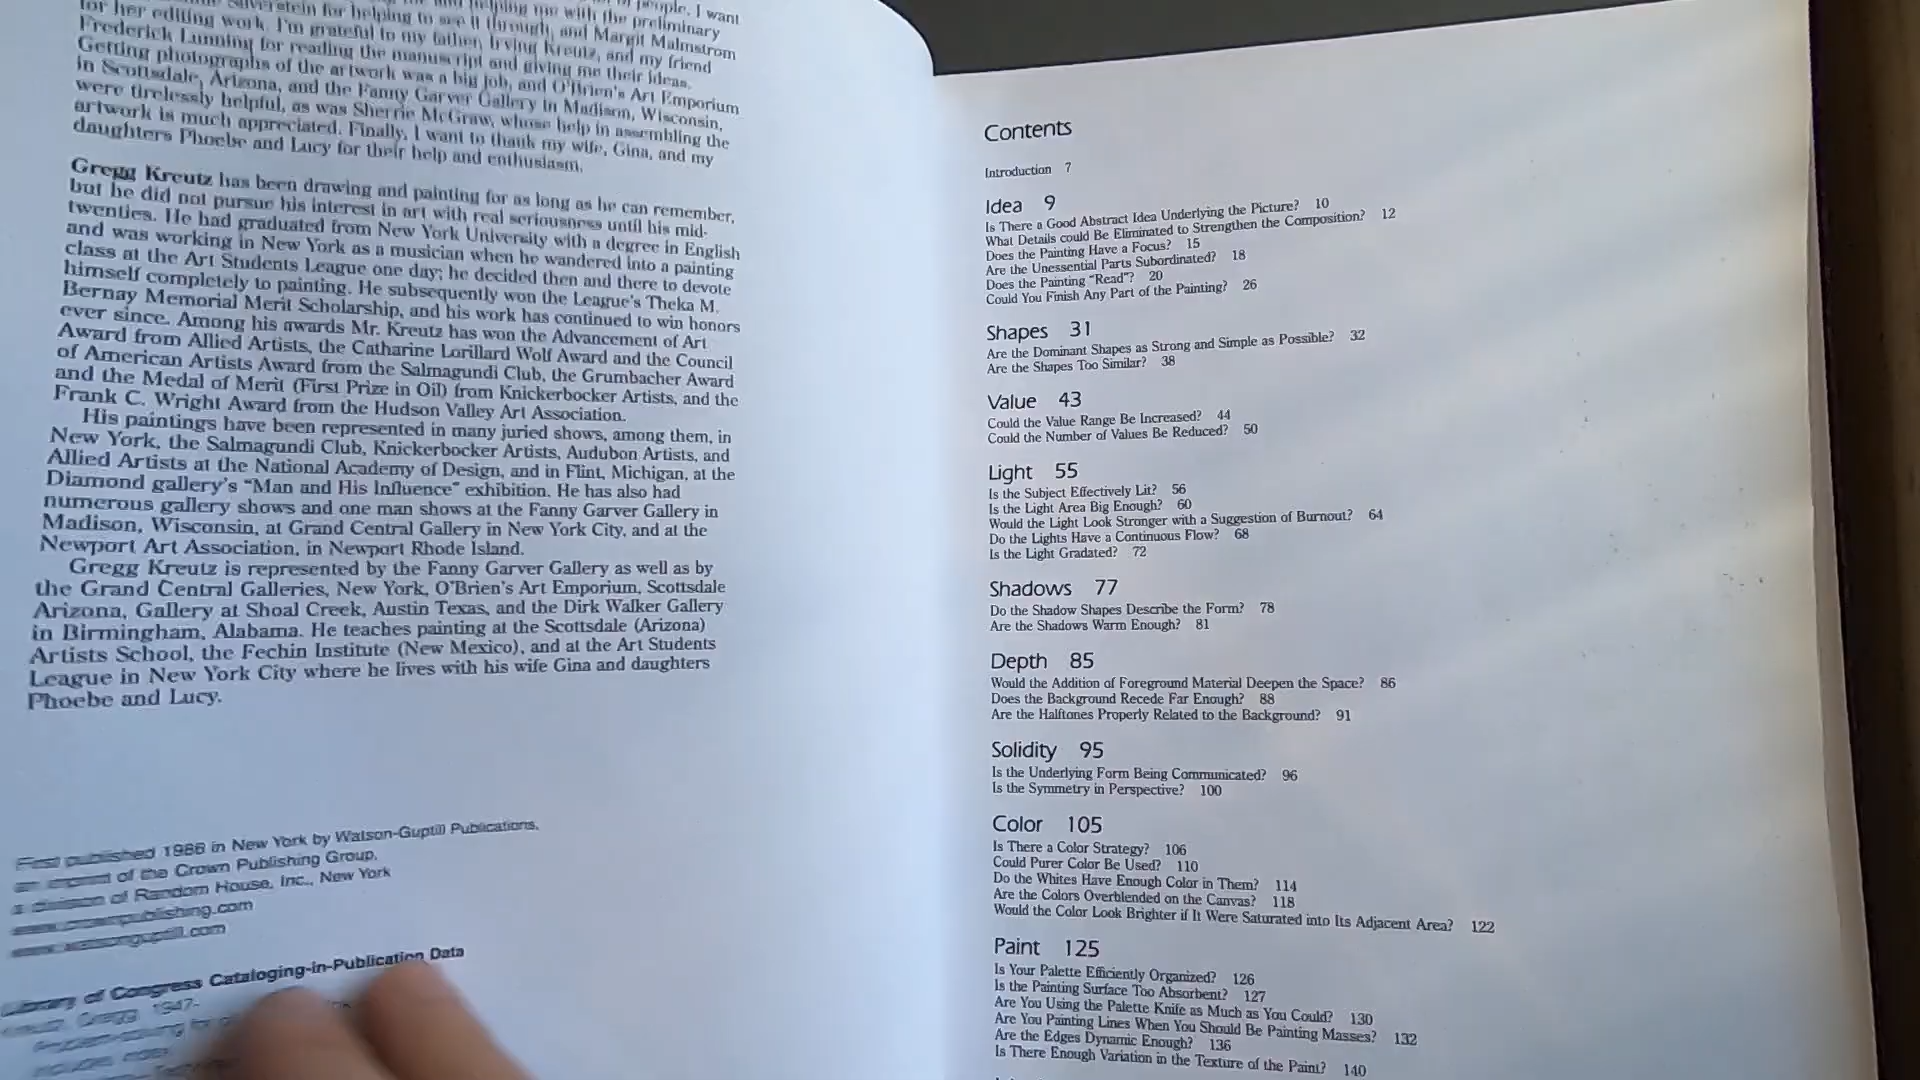 people. I want
helping me with the preliminary
Silverstein for helping to see it through, and Margit Malmstrom
for her editing work. I'm grateful to my father, Irving Kreutz, and my friend
Frederick Lunning for reading the manuscript and giving me their ideas.
Getting photographs of the artwork was a big job, and O'Brien's Art Emporium
in Scottsdale, Arizona, and the Fanny Garver Gallery in Madison, Wisconsin,
were tirelessly helpful, as was Sherrie McGraw, whose help in assembling the
artwork is much appreciated. Finally, I want to thank my wife, Gina, and my
daughters Phoebe and Lucy for their help and enthusiasm.
Gregg Kreutz has been drawing and painting for as long as he can remember,
but he did not pursue his interest in art with real seriousness until his mid-
twenties. He had graduated from New York University with a degree in English
and was working in New York as a musician when he wandered into a painting
class at the Art Students League one day; he decided then and there to devote
himself completely to painting. He subsequently won the League's Theka M.
Bernay Memorial Merit Scholarship, and his work has continued to win honors
ever since. Among his awards Mr. Kreutz has won the Advancement of Art
Award from Allied Artists, the Catharine Lorillard Wolf Award and the Council
of American Artists Award from the Salmagundi Club, the Grumbacher Award
and the Medal of Merit (First Prize in Oil) from Knickerbocker Artists, and the
Frank C. Wright Award from the Hudson Valley Art Association.
His paintings have been represented in many juried shows, among them, in
New York, the Salmagundi Club, Knickerbocker Artists, Audubon Artists, and
Allied Artists at the National Academy of Design, and in Flint, Michigan, at the
Diamond gallery's "Man and His Influence" exhibition. He has also had
numerous gallery shows and one man shows at the Fanny Garver Gallery in
Madison, Wisconsin, at Grand Central Gallery in New York City, and at the
Newport Art Association, in Newport Rhode Island.
Gregg Kreutz is represented by the Fanny Garver Gallery as well as by
the Grand Central Galleries, New York, O'Brien's Art Emporium, Scottsdale
Arizona, Gallery at Shoal Creek, Austin Texas, and the Dirk Walker Gallery
in Birmingham, Alabama. He teaches painting at the Scottsdale (Arizona)
Artists School, the Fechin Institute (New Mexico), and at the Art Students
League in New York City where he lives with his wife Gina and daughters
Phoebe and Lucy.
First published 1986 in New York by Watson-Guptill Publications,
an imprint of the Crown Publishing Group,
a division of Random House, Inc., New York
www.crownpublishing.com
www.watsonguptill.com
Library of Congress Cataloging-in-Publication Data
Kreutz, Gregg, 1947-
Contents
Introduction 7
Idea 9
Is There a Good Abstract Idea Underlying the Picture? 10
What Details could Be Eliminated to Strengthen the Composition? 12
Does the Painting Have a Focus? 15
Are the Unessential Parts Subordinated? 18
Does the Painting "Read"? 20
Could You Finish Any Part of the Painting? 26
Shapes 31
Are the Dominant Shapes as Strong and Simple as Possible? 32
Are the Shapes Too Similar? 38
Value 43
Could the Value Range Be Increased? 44
Could the Number of Values Be Reduced? 50
Light 55
Is the Subject Effectively Lit? 56
Is the Light Area Big Enough? 60
Would the Light Look Stronger with a Suggestion of Burnout? 64
Do the Lights Have a Continuous Flow? 68
Is the Light Gradated? 72
Shadows 77
Do the Shadow Shapes Describe the Form? 78
Are the Shadows Warm Enough? 81
Depth 85
Would the Addition of Foreground Material Deepen the Space? 86
Does the Background Recede Far Enough? 88
Are the Halftones Properly Related to the Background? 91
Solidity 95
Is the Underlying Form Being Communicated? 96
Is the Symmetry in Perspective? 100
Color 105
Is There a Color Strategy? 106
Could Purer Color Be Used? 110
Do the Whites Have Enough Color in Them? 114
Are the Colors Overblended on the Canvas? 118
Would the Color Look Brighter if It Were Saturated into Its Adjacent Area? 122
Paint 125
Is Your Palette Efficiently Organized? 126
Is the Painting Surface Too Absorbent? 127
Are You Using the Palette Knife as Much as You Could? 130
Are You Painting Lines When You Should Be Painting Masses? 132
Are the Edges Dynamic Enough? 136
Is There Enough Variation in the Texture of the Paint? 140